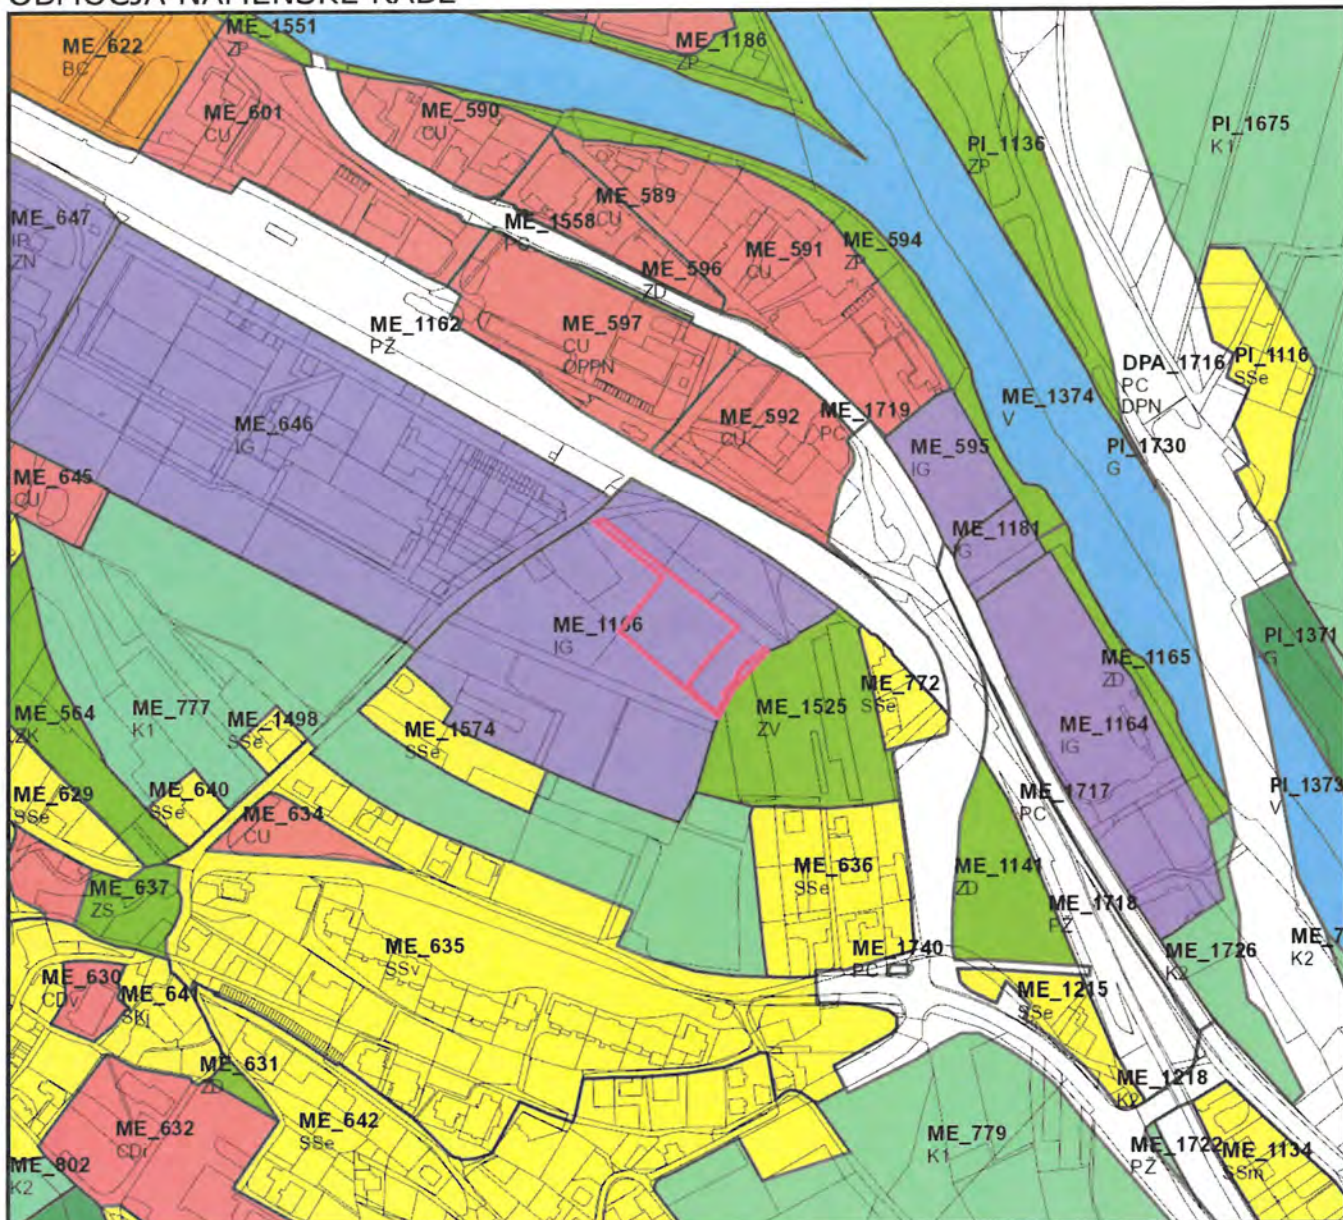 ME_622
BC
ME_1551
ZP
ME_1186
ZP
ME_601
CU
ME_590
CU
PI_1136
ZP
PI_1675
K1
ME_647
IP
ZN
ME_1558
PC
ME_589
CU
ME_591
CU
ME_594
ZP
ME_596
ZD
ME_1162
PŽ
ME_597
CU
OPPN
DPA_1716
PC
DPN
PI_1116
SSe
ME_646
IG
ME_592
CU
ME_1719
PC
ME_1374
V
ME_595
IG
PI_1730
G
ME_645
CU
ME_1181
IG
ME_1166
IG
PI_1371
G
ME_1165
ZD
ME_772
SSe
ME_564
ZK
ME_777
K1
ME_1498
SSe
ME_1574
SSe
ME_1525
ZV
ME_1164
IG
ME_629
SSe
ME_640
SSe
ME_634
CU
ME_1717
PC
PI_1373
V
ME_637
ZS
ME_636
SSe
ME_1141
ZD
ME_1718
PŽ
ME_635
SSv
ME_1740
PC
ME_1726
K2
ME_7
K2
ME_630
CDv
ME_641
SKj
ME_1215
SSe
ME_631
ZD
ME_1218
K2
ME_632
CDi
ME_642
SSe
ME_779
K1
ME_1722
PŽ
ME_1134
SSm
ME_802
K2